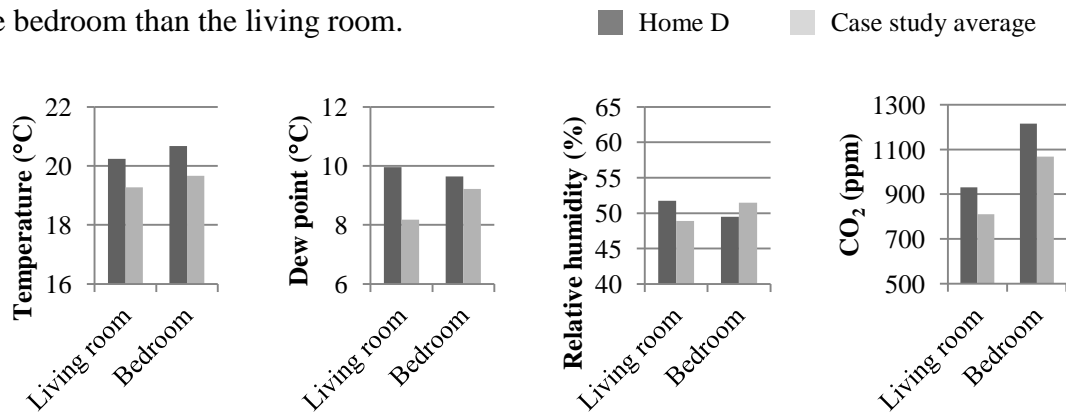 e bedroom than the living room.
Home D
Case study average
Temperature (°C)
22
20
18
16
Living room
Bedroom
Dew point (°C)
12
10
8
6
Living room
Bedroom
Relative humidity (%)
65
60
55
50
45
40
Living room
Bedroom
CO₂ (ppm)
1300
1100
900
700
500
Living room
Bedroom